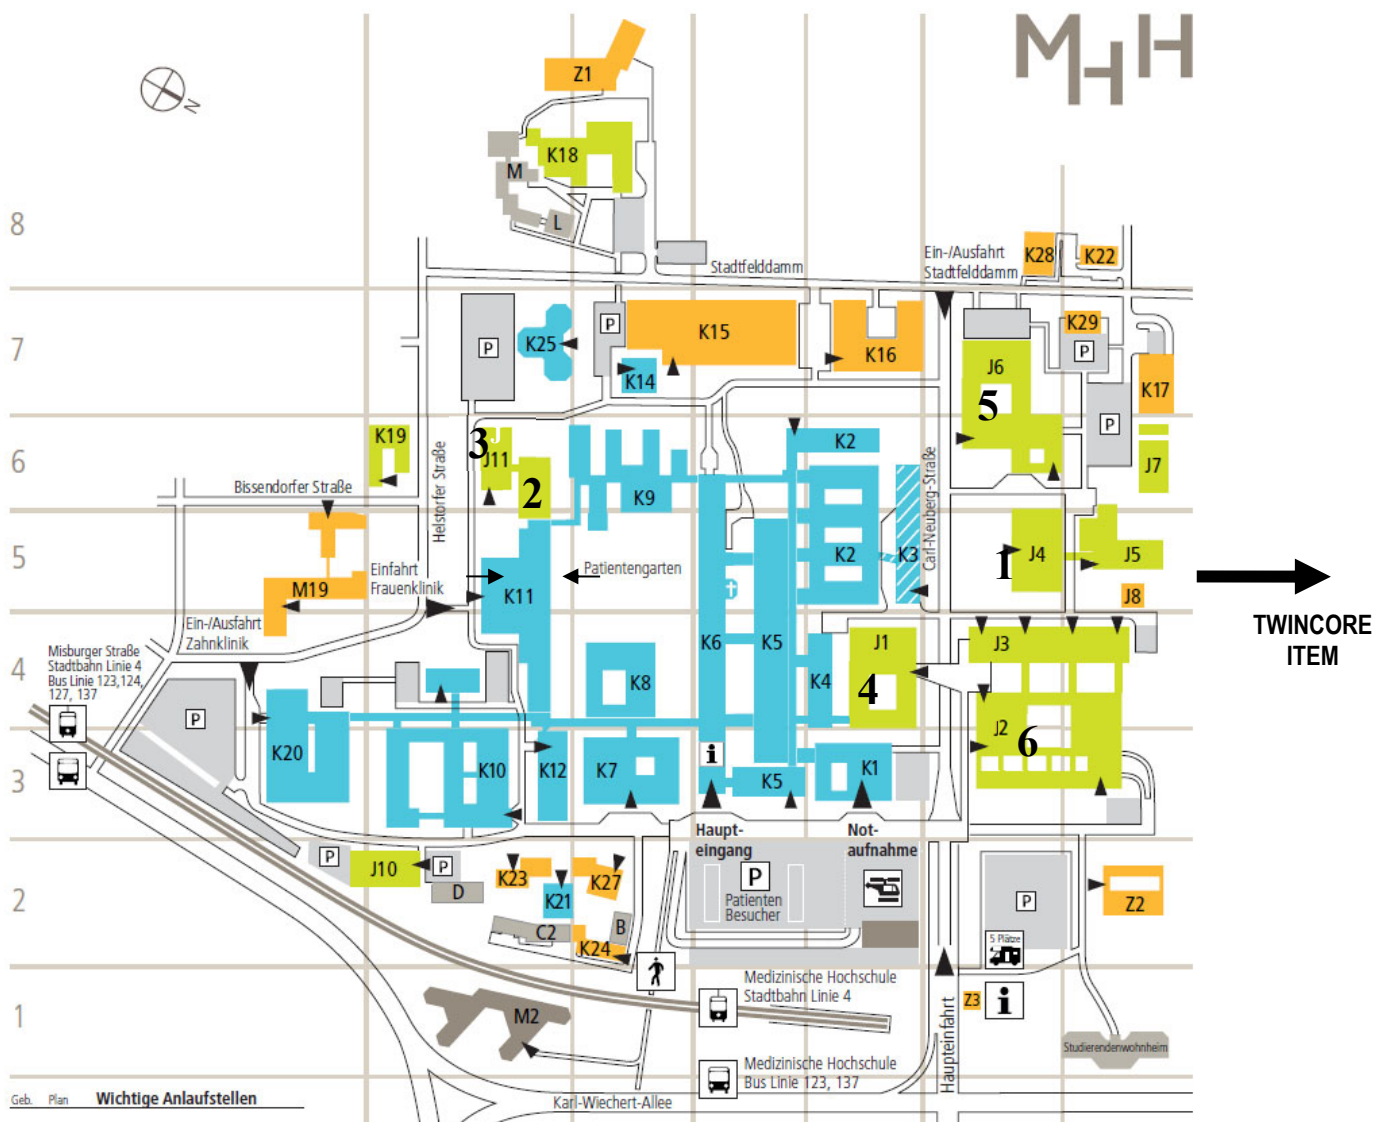 MHH
N
Z1
K18
M
L
8
Stadtfelddamm
Ein-/Ausfahrt
Stadtfelddamm
K28
K22
7
P
K25
P
K15
K14
K16
J6
K29
P
K17
P
5
6
K19
3
J
J11
2
K9
K2
J7
Bissendorfer Straße
Helstorfer Straße
Carl-Neuberg-Straße
5
M19
Einfahrt
Frauenklinik
K11
Patientengarten
K2
K3
1
J4
J5
J8
TWINCORE
ITEM
Ein-/Ausfahrt
Zahnklinik
4
Misburger Straße
Stadtbahn Linie 4
Bus Linie 123,124,
127, 137
P
K8
K6
K5
K4
J1
4
J3
J2
6
3
K20
K10
K12
K7
i
K5
K1
Haupt-
eingang
Not-
aufnahme
P
Patienten
Besucher
2
P
J10
P
D
K23
K21
K27
C2
B
K24
P
5 Plätze
Z2
1
M2
Medizinische Hochschule
Stadtbahn Linie 4
Z3
i
Haupteinfahrt
Studierendenwohnheim
Medizinische Hochschule
Bus Linie 123, 137
Karl-Wiechert-Allee
Geb. Plan Wichtige Anlaufstellen